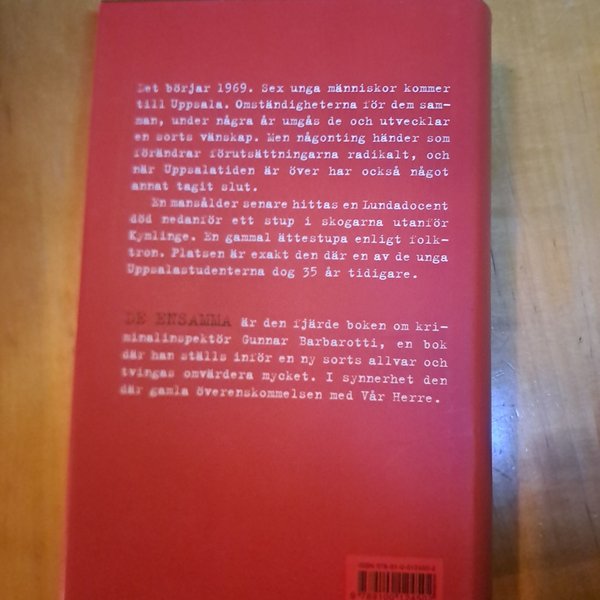 Det börjar 1969. Sex unga människor kommer
till Uppsala. Omständigheterna för dem sam-
man, under några år umgås de och utvecklar
en sorts vänskap. Men någonting händer som
förändrar förutsättningarna radikalt, och
när Uppsalatiden är över har också något
annat tagit slut.
En mansålder senare hittas en Lundadocent
död nedanför ett stup i skogarna utanför
Kymlinge. En gammal ättestupa enligt folk-
tron. Platsen är exakt den där en av de unga
Uppsalastudenterna dog 35 år tidigare.
DE ENSAMMA är den fjärde boken om kri-
minalinspektör Gunnar Barbarotti, en bok
där han ställs inför en ny sorts allvar och
tvingas omvärdera mycket. I synnerhet den
där gamla överenskommelsen med Vår Herre.
ISBN